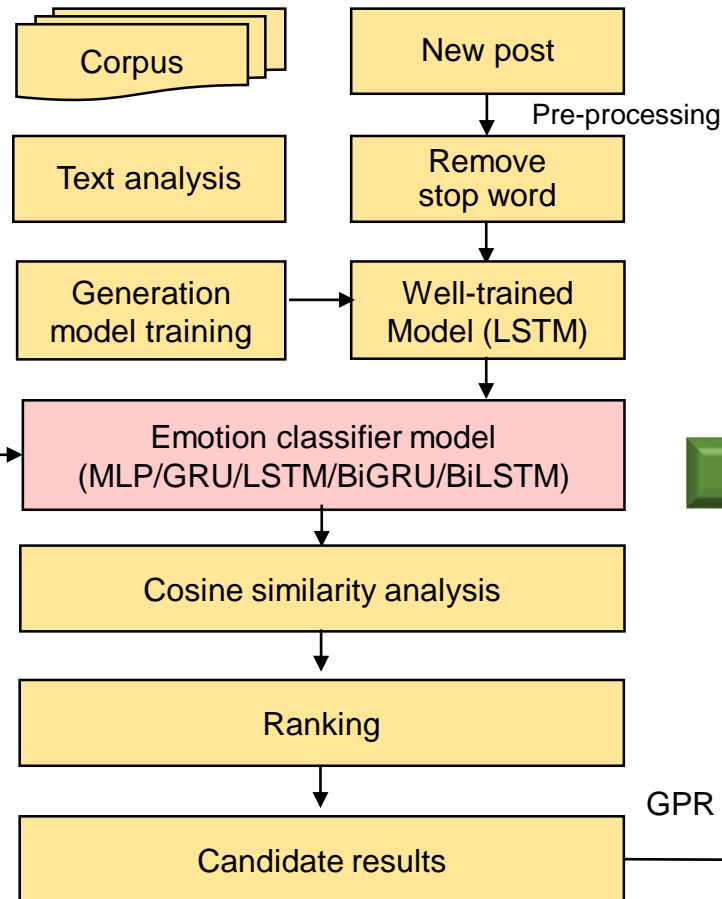 Corpus
New post
Pre-processing
Text analysis
Remove
stop word
Generation
model training
Well-trained
Model (LSTM)
Emotion classifier model
(MLP/GRU/LSTM/BiGRU/BiLSTM)
Cosine similarity analysis
Ranking
GPR
Candidate results